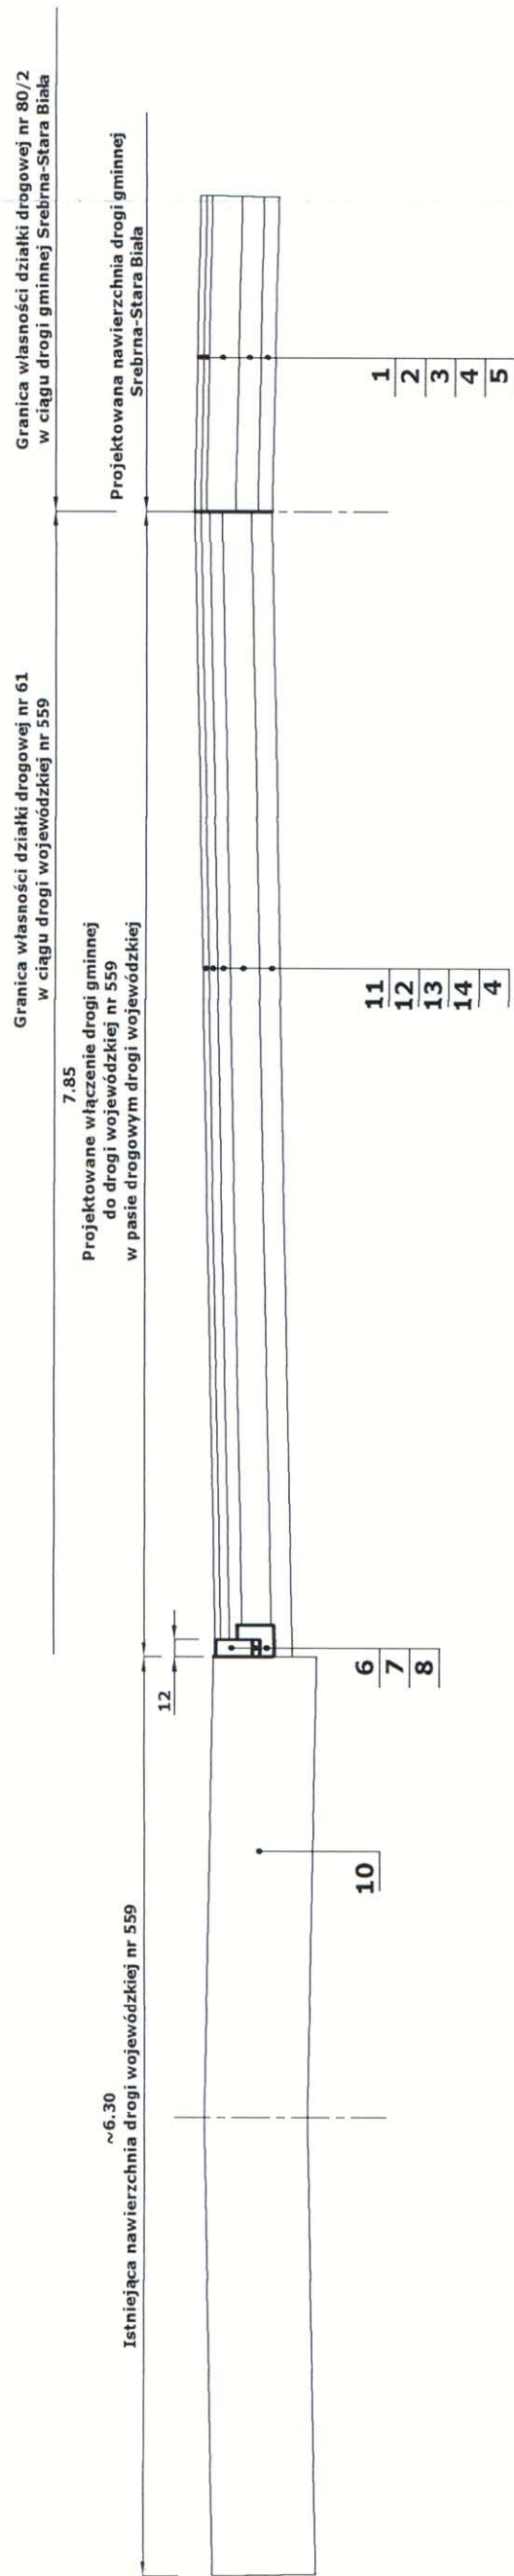 Granica własności działki drogowej nr 61
w ciągu drogi wojewódzkiej nr 559
Granica własności działki drogowej nr 80/2
w ciągu drogi gminnej Srebrna-Stara Biała
~6.30
Istniejąca nawierzchnia drogi wojewódzkiej nr 559
12
7.85
Projektowane włączenie drogi gminnej
do drogi wojewódzkiej nr 559
w pasie drogowym drogi wojewódzkiej
Projektowana nawierzchnia drogi gminnej
Srebrna-Stara Biała
10
6
7
8
11
12
13
14
4
1
2
3
4
5